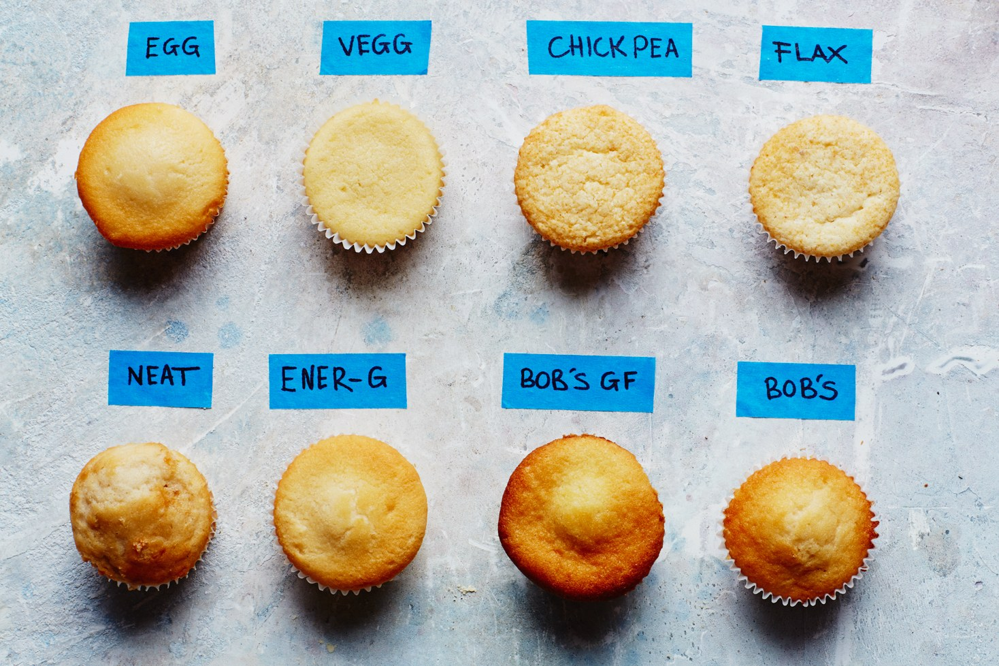 EGG
VEGG
CHICKPEA
FLAX
NEAT
ENER-G
BOB'S GF
BOB'S